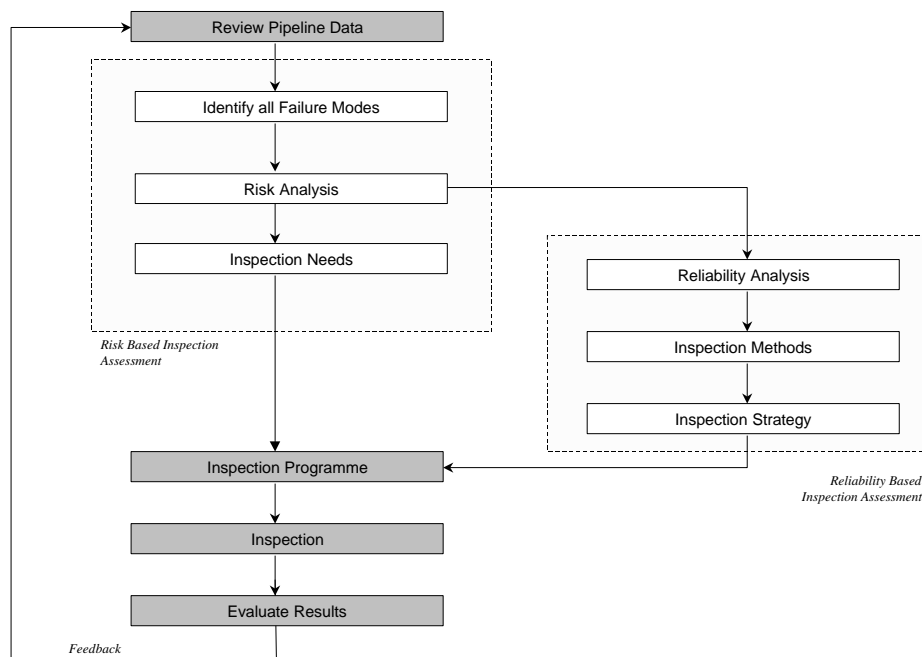 Review Pipeline Data
Identify all Failure Modes
Risk Analysis
Inspection Needs
Risk Based Inspection
Assessment
Reliability Analysis
Inspection Methods
Inspection Strategy
Reliability Based
Inspection Assessment
Inspection Programme
Inspection
Evaluate Results
Feedback